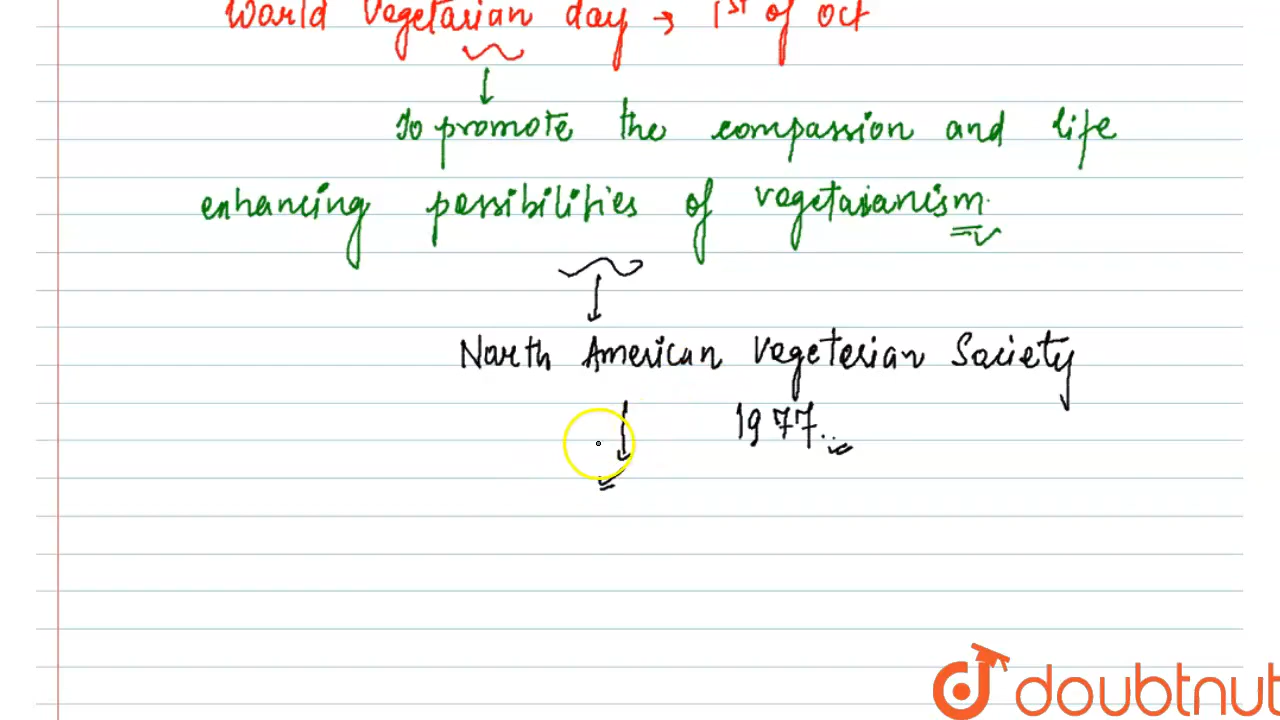 World Vegetarian day → 1st of oct
To promote the compassion and life
enhancing possibilities of vegetarianism.
North American Vegeterian Society
1977..
doubtnut